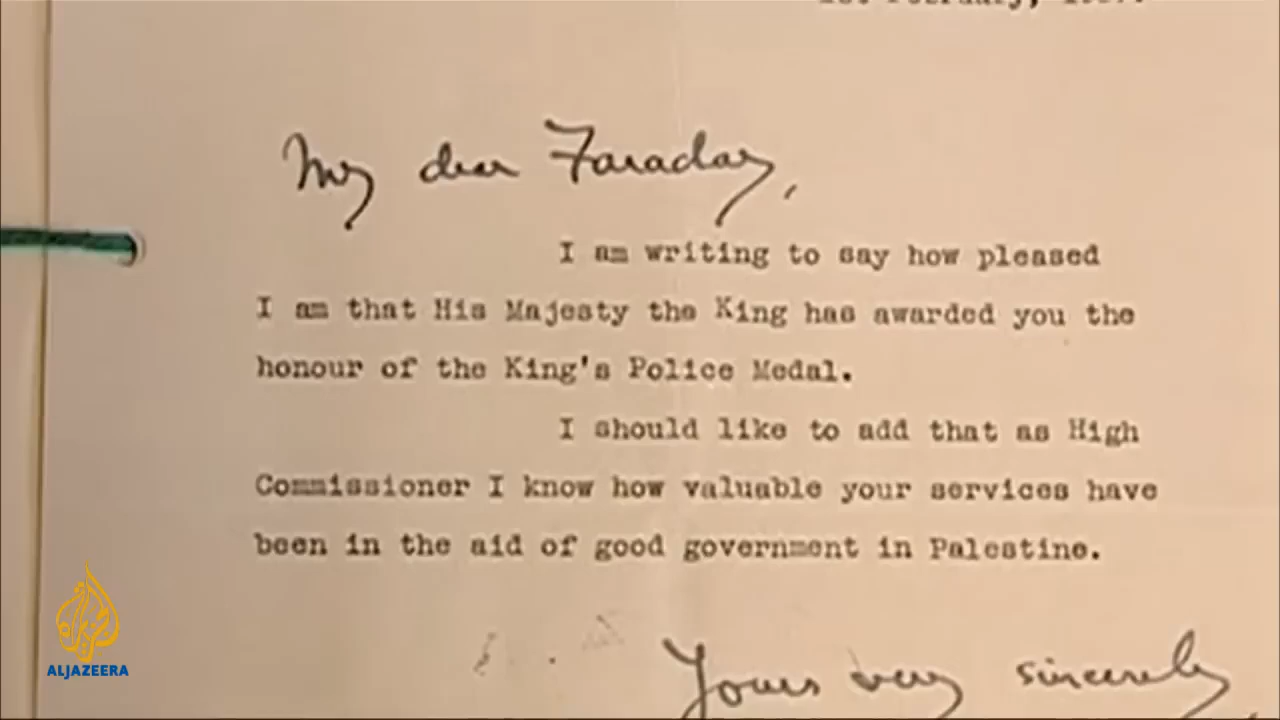 February,
My dear Faraday,
I am writing to say how pleased
I am that His Majesty the King has awarded you the
honour of the King's Police Medal.
I should like to add that as High
Commissioner I know how valuable your services have
been in the aid of good government in Palestine.
Yours very sincerely,
ALJAZEERA